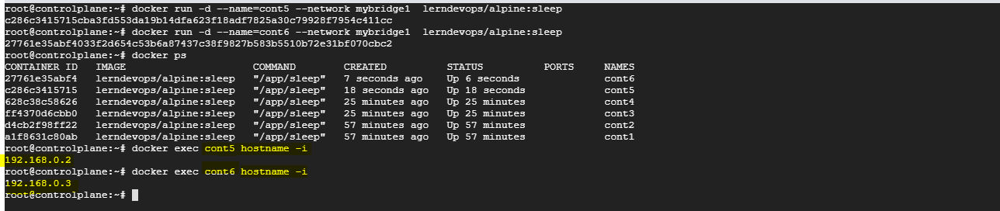 root@controlplane:~# docker run -d --name=cont5 --network mybridge1  lerndevops/alpine:sleep
c286c3415715cba3fd553da19b14dfa623f18adf7825a30c79928f7954c411cc
root@controlplane:~# docker run -d --name=cont6 --network mybridge1  lerndevops/alpine:sleep
27761e35abf4033f2d654c53b6a87437c38f9827b583b5510b72e31bf070cbc2
root@controlplane:~# docker ps
CONTAINER ID   IMAGE                     COMMAND        CREATED          STATUS          PORTS     NAMES
27761e35abf4   lerndevops/alpine:sleep   "/app/sleep"   7 seconds ago    Up 6 seconds              cont6
c286c3415715   lerndevops/alpine:sleep   "/app/sleep"   18 seconds ago   Up 18 seconds             cont5
628c38c58626   lerndevops/alpine:sleep   "/app/sleep"   25 minutes ago   Up 25 minutes             cont4
ff4370d6cbb0   lerndevops/alpine:sleep   "/app/sleep"   25 minutes ago   Up 25 minutes             cont3
d4cb2f98ff22   lerndevops/alpine:sleep   "/app/sleep"   57 minutes ago   Up 57 minutes             cont2
a1f8631c80ab   lerndevops/alpine:sleep   "/app/sleep"   57 minutes ago   Up 57 minutes             cont1
root@controlplane:~# docker exec cont5 hostname -i
192.168.0.2
root@controlplane:~# docker exec cont6 hostname -i
192.168.0.3
root@controlplane:~#